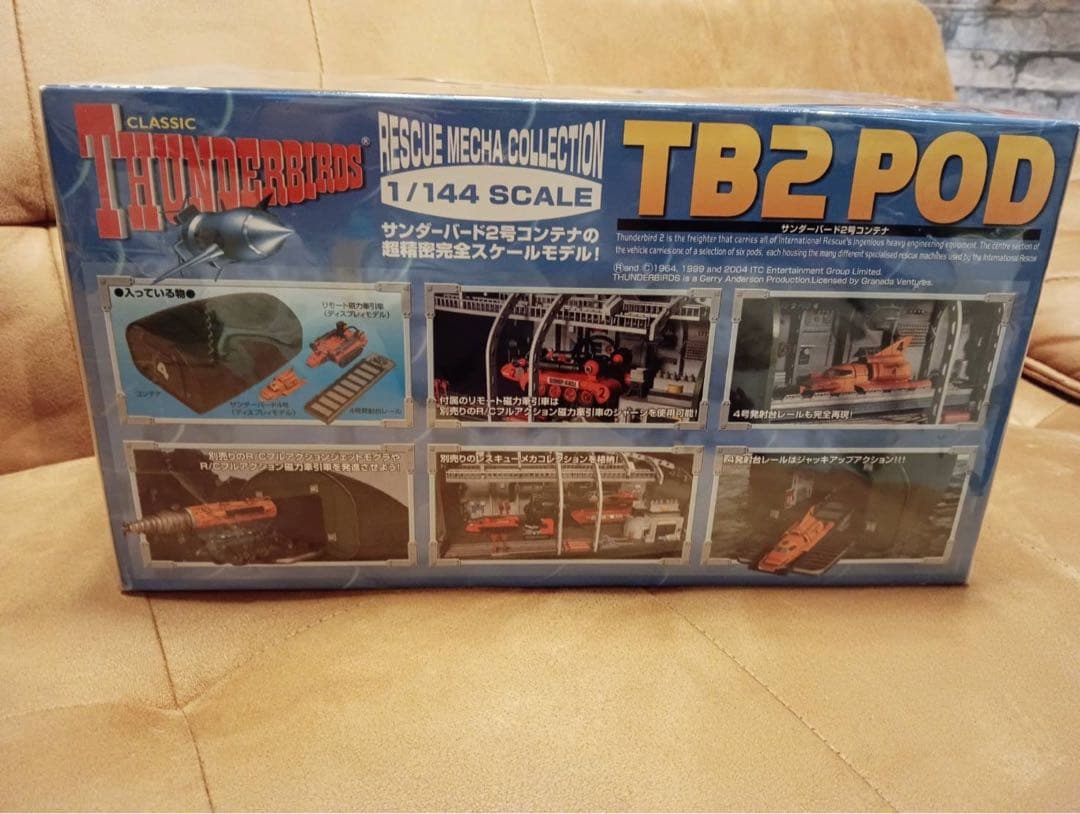 CLASSIC
THUNDERBIRDS®
RESCUE MECHA COLLECTION
1/144 SCALE
サンダーバード2号コンテナの
超精密完全スケールモデル!
TB2 POD
サンダーバード2号コンテナ
Thunderbird 2 is the freighter that carries all of International Rescue's ingenious heavy engineering equipment. The centre section of
the vehicle carries one of a selection of six pods, each housing the many different specialised rescue machines used by the International Rescue
Ⓡand Ⓒ1964, 1999 and 2004 ITC Entertainment Group Limited.
THUNDERBIRDS is a Gerry Anderson Production.Licensed by Granada Ventures.
●入っている物●
リモート磁力牽引車
(ディスプレイモデル)
コンテナ
サンダーバード4号
(ディスプレイモデル)
4号発射台レール
4
付属のリモート磁力牽引車は
別売りのR/Cフルアクション磁力牽引車のシャーシを使用可能!
4号発射台レールも完全再現!
別売りのR/Cフルアクションジェットモグラや
R/Cフルアクション磁力牽引車を発進させよう!
別売りのレスキューメカコレクションを格納!
4号発射台レールはジャッキアップアクション!!!